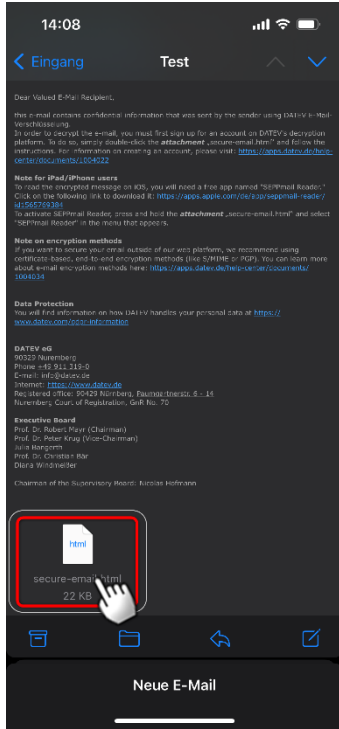 14:08
Eingang
Test
Dear Valued E-Mail Recipient,
this e-mail contains confidential information that was sent by the sender using DATEV E-Mail-
Verschlüsselung.
In order to decrypt the e-mail, you must first sign up for an account on DATEV's decryption
platform. To do so, simply double-click the attachment „secure-email.html" and follow the
instructions. For information on creating an account, please visit: https://apps.datev.de/help-
center/documents/1004022
Note for iPad/iPhone users
To read the encrypted message on iOS, you will need a free app named "SEPPmail Reader."
Click on the following link to download it: https://apps.apple.com/de/app/seppmail-reader/
id1565769384
To activate SEPPmail Reader, press and hold the attachment „secure-email.html" and select
"SEPPmail Reader" in the menu that appears.
Note on encryption methods
If you want to secure your email outside of our web platform, we recommend using
certificate-based, end-to-end encryption methods (like S/MIME or PGP). You can learn more
about e-mail encryption methods here: https://apps.datev.de/help-center/documents/
1004034
Data Protection
You will find information on how DATEV handles your personal data at https://
www.datev.com/gdpr-information
DATEV eG
90329 Nuremberg
Phone +49 911 319-0
E-mail: info@datev.de
Internet: https://www.datev.de
Registered office: 90429 Nürnberg, Paumgartnerstr. 6 - 14
Nuremberg Court of Registration, GnR No. 70
Executive Board
Prof. Dr. Robert Mayr (Chairman)
Prof. Dr. Peter Krug (Vice-Chairman)
Julia Bangerth
Prof. Dr. Christian Bär
Diana Windmeißer
Chairman of the Supervisory Board: Nicolas Hofmann
html
secure-email.html
22 KB
Neue E-Mail